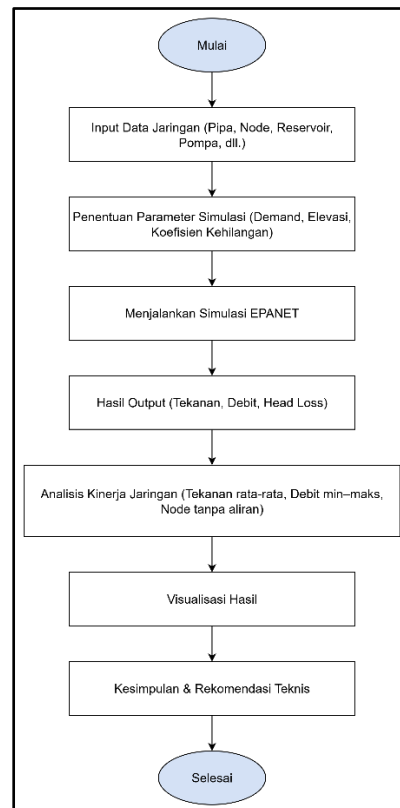 Mulai
Input Data Jaringan (Pipa, Node, Reservoir,
Pompa, dll.)
Penentuan Parameter Simulasi (Demand, Elevasi,
Koefisien Kehilangan)
Menjalankan Simulasi EPANET
Hasil Output (Tekanan, Debit, Head Loss)
Analisis Kinerja Jaringan (Tekanan rata-rata, Debit min–maks,
Node tanpa aliran)
Visualisasi Hasil
Kesimpulan & Rekomendasi Teknis
Selesai